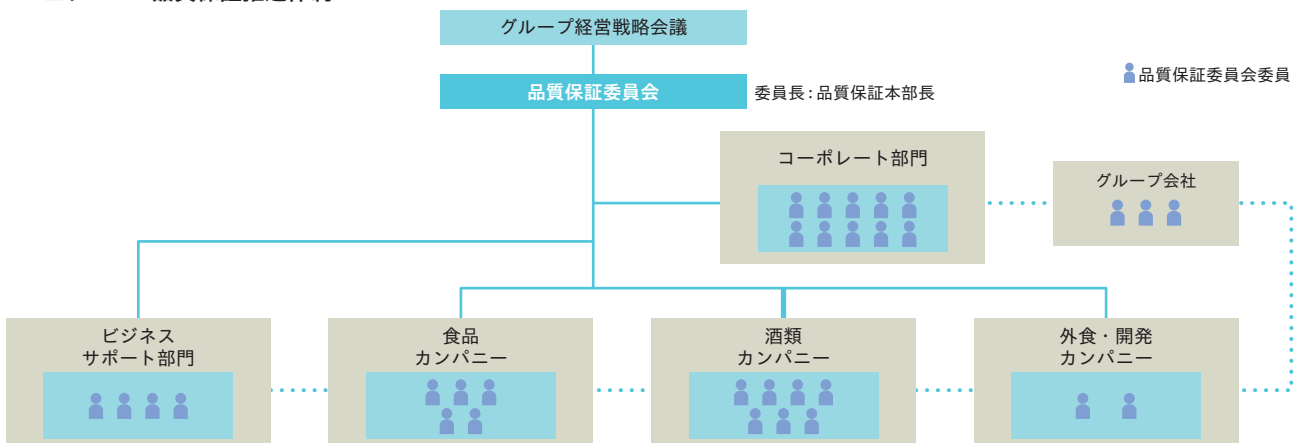 グループ経営戦略会議
品質保証委員会
委員長：品質保証本部長
品質保証委員会委員
コーポレート部門
グループ会社
ビジネス
サポート部門
食品
カンパニー
酒類
カンパニー
外食・開発
カンパニー